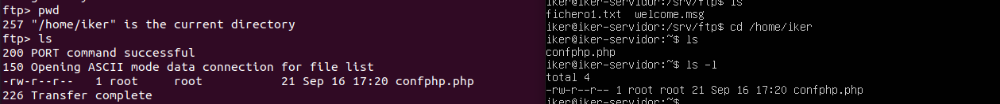 ftp> pwd
257 "/home/iker" is the current directory
ftp> ls
200 PORT command successful
150 Opening ASCII mode data connection for file list
-rw-r--r--   1 root     root           21 Sep 16 17:20 confphp.php
226 Transfer complete
iker@iker-servidor:/srv/ftp$ ls
fichero1.txt  welcome.msg
iker@iker-servidor:/srv/ftp$ cd /home/iker
iker@iker-servidor:~$ ls
confphp.php
iker@iker-servidor:~$ ls -l
total 4
-rw-r--r-- 1 root root 21 Sep 16 17:20 confphp.php
iker@iker-servidor:~$